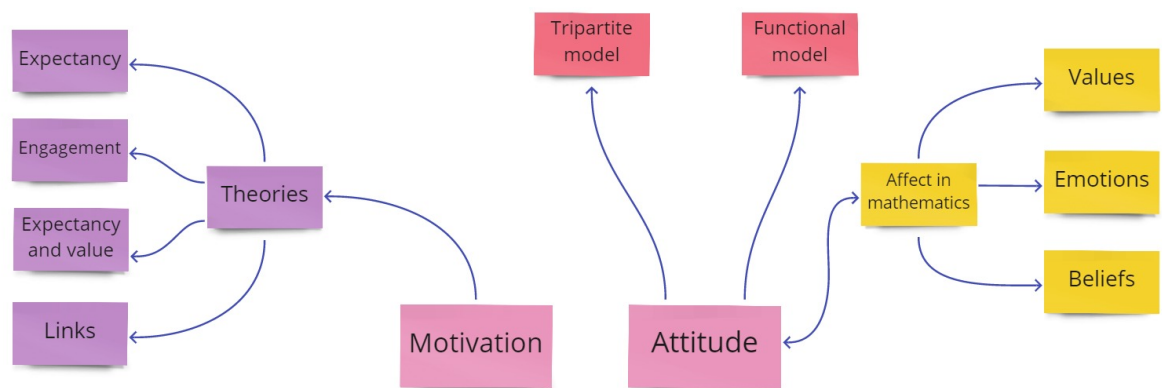 Expectancy
Engagement
Expectancy
and value
Links
Theories
Motivation
Tripartite
model
Functional
model
Attitude
Affect in
mathematics
Values
Emotions
Beliefs